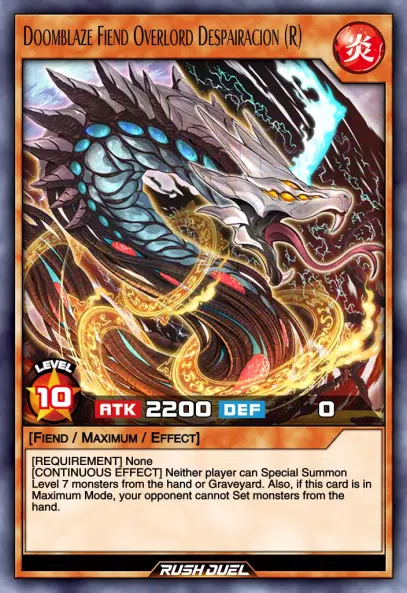 Doomblaze Fiend Overlord Despairacion (R)
炎
LEVEL
10
ATK 2200 DEF 0
[Fiend / Maximum / Effect]
[REQUIREMENT] None
[CONTINUOUS EFFECT] Neither player can Special Summon
Level 7 monsters from the hand or Graveyard. Also, if this card is in
Maximum Mode, your opponent cannot Set monsters from the
hand.
RUSH DUEL